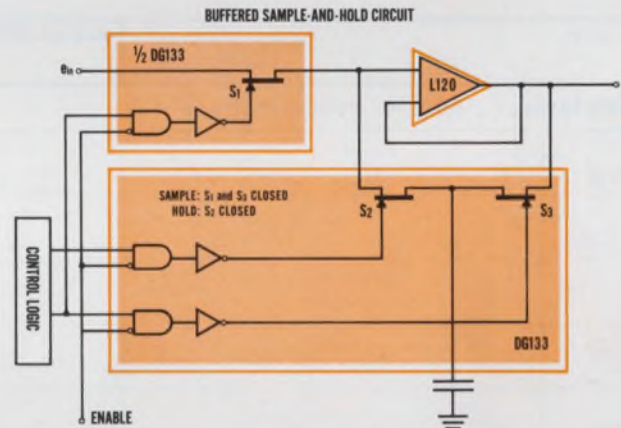 BUFFERED SAMPLE-AND-HOLD CIRCUIT
½ DG133
ein
S1
L120
SAMPLE: S1 and S3 CLOSED
HOLD: S2 CLOSED
S2
S3
CONTROL LOGIC
DG133
ENABLE